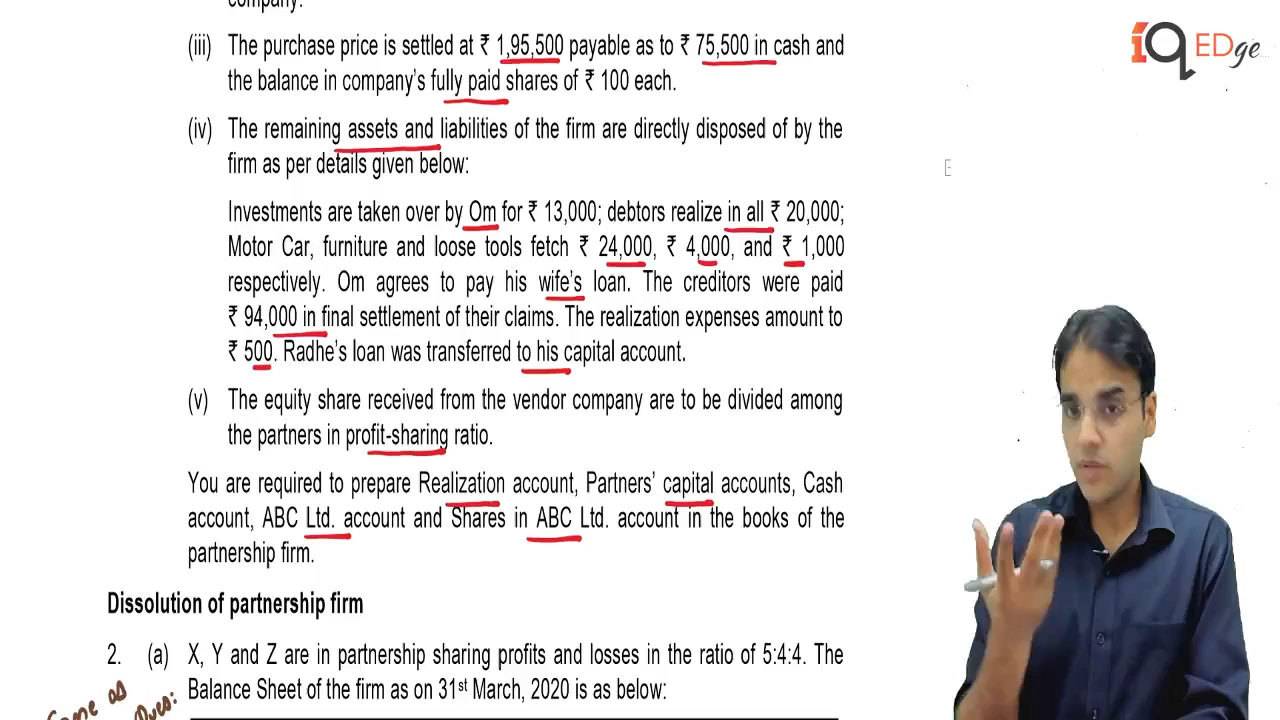 company.
iQ EDge
(iii) The purchase price is settled at ₹ 1,95,500 payable as to ₹ 75,500 in cash and
the balance in company's fully paid shares of ₹ 100 each.
(iv) The remaining assets and liabilities of the firm are directly disposed of by the
firm as per details given below:
Investments are taken over by Om for ₹ 13,000; debtors realize in all ₹ 20,000;
Motor Car, furniture and loose tools fetch ₹ 24,000, ₹ 4,000, and ₹ 1,000
respectively. Om agrees to pay his wife's loan. The creditors were paid
₹ 94,000 in final settlement of their claims. The realization expenses amount to
₹ 500. Radhe's loan was transferred to his capital account.
(v) The equity share received from the vendor company are to be divided among
the partners in profit-sharing ratio.
You are required to prepare Realization account, Partners' capital accounts, Cash
account, ABC Ltd. account and Shares in ABC Ltd. account in the books of the
partnership firm.
Dissolution of partnership firm
2. (a) X, Y and Z are in partnership sharing profits and losses in the ratio of 5:4:4. The
Balance Sheet of the firm as on 31st March, 2020 is as below:
Same as
Ques: